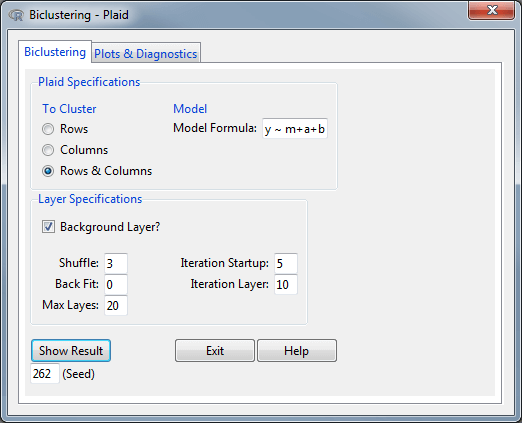 Biclustering - Plaid
Biclustering Plots & Diagnostics
Plaid Specifications
To Cluster Model
Rows Model Formula: y ~ m+a+b
Columns
Rows & Columns
Layer Specifications
Background Layer?
Shuffle: 3 Iteration Startup: 5
Back Fit: 0 Iteration Layer: 10
Max Layes: 20
Show Result Exit Help
262 (Seed)